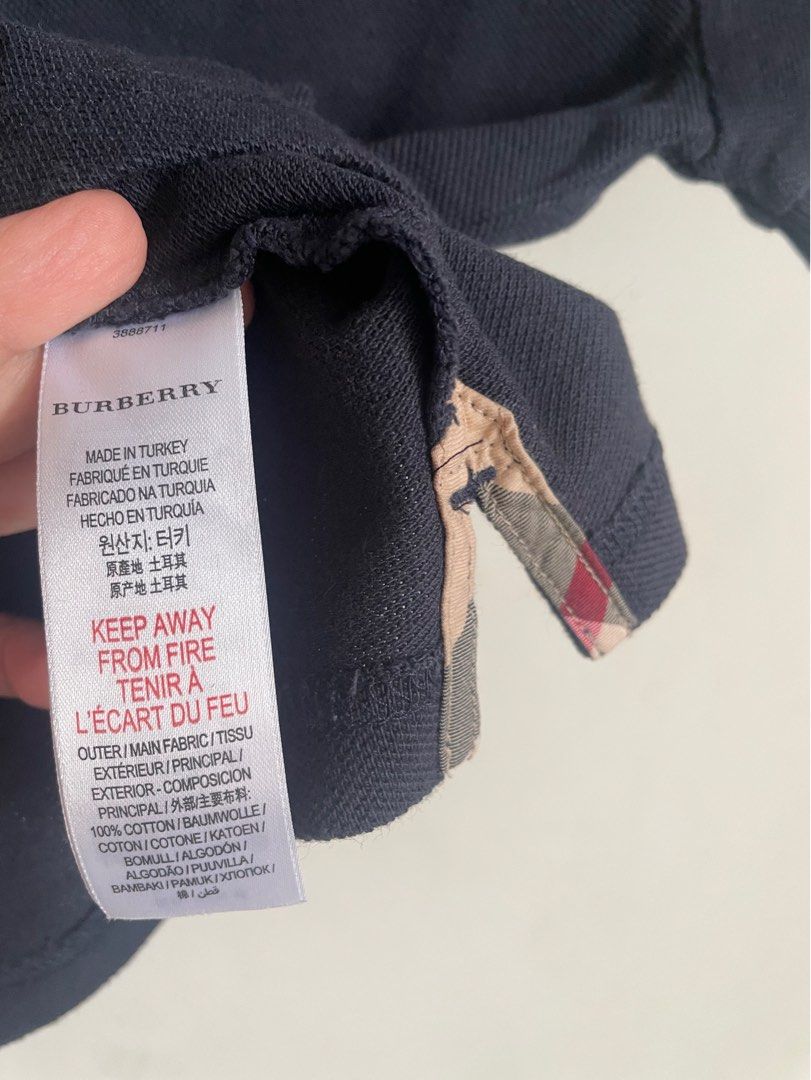 3888711
BURBERRY
MADE IN TURKEY
FABRIQUÉ EN TURQUIE
FABRICADO NA TURQUIA
HECHO EN TURQUÍA
원산지: 터키
原產地 土耳其
原产地 土耳其
KEEP AWAY
FROM FIRE
TENIR À
L'ÉCART DU FEU
OUTER / MAIN FABRIC / TISSU
EXTÉRIEUR / PRINCIPAL /
EXTERIOR - COMPOSICION
PRINCIPAL / 外部/主要布料:
100% COTTON / BAUMWOLLE /
COTON / COTONE / KATOEN /
BOMULL / ALGODÓN /
ALGODÃO / PUUVILLA /
BAMBAKI / PAMUK / ХЛОПОК /
棉 / قطن /